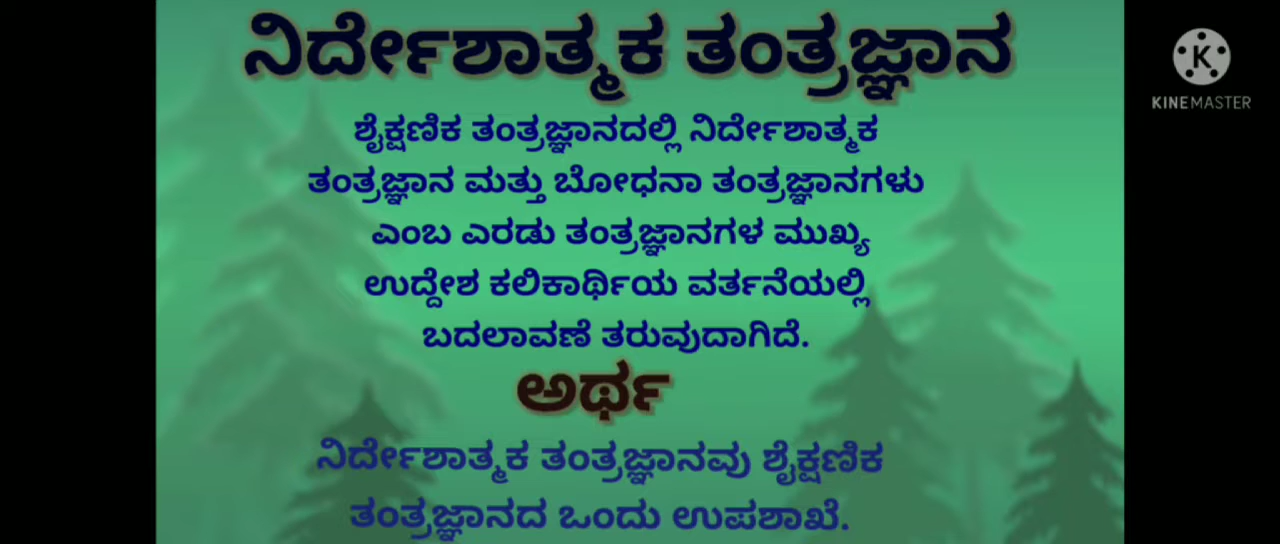 ನಿರ್ದೇಶಾತ್ಮಕ ತಂತ್ರಜ್ಞಾನ
ಶೈಕ್ಷಣಿಕ ತಂತ್ರಜ್ಞಾನದಲ್ಲಿ ನಿರ್ದೇಶಾತ್ಮಕ
ತಂತ್ರಜ್ಞಾನ ಮತ್ತು ಬೋಧನಾ ತಂತ್ರಜ್ಞಾನಗಳು
ಎಂಬ ಎರಡು ತಂತ್ರಜ್ಞಾನಗಳ ಮುಖ್ಯ
ಉದ್ದೇಶ ಕಲಿಕಾರ್ಥಿಯ ವರ್ತನೆಯಲ್ಲಿ
ಬದಲಾವಣೆ ತರುವುದಾಗಿದೆ.
ಅರ್ಥ
ನಿರ್ದೇಶಾತ್ಮಕ ತಂತ್ರಜ್ಞಾನವು ಶೈಕ್ಷಣಿಕ
ತಂತ್ರಜ್ಞಾನದ ಒಂದು ಉಪಶಾಖೆ.
K
KINEMASTER